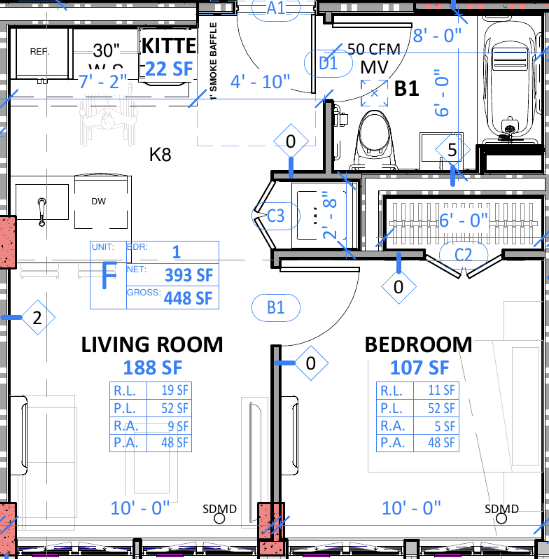 A1
REF.
30"
KITTE
22 SF
1' SMOKE BAFFLE
D1
50 CFM
MV
B1
8' - 0"
6' - 0"
7' - 2"
4' - 10"
0
5
K8
DW
C3
2' - 8"
6' - 0"
C2
UNIT:
F
BDR: 1
NET: 393 SF
GROSS: 448 SF
B1
0
2
0
LIVING ROOM
188 SF
R.L. 19 SF
P.L. 52 SF
R.A. 9 SF
P.A. 48 SF
BEDROOM
107 SF
R.L. 11 SF
P.L. 52 SF
R.A. 5 SF
P.A. 48 SF
10' - 0"
SDMD
10' - 0"
SDMD